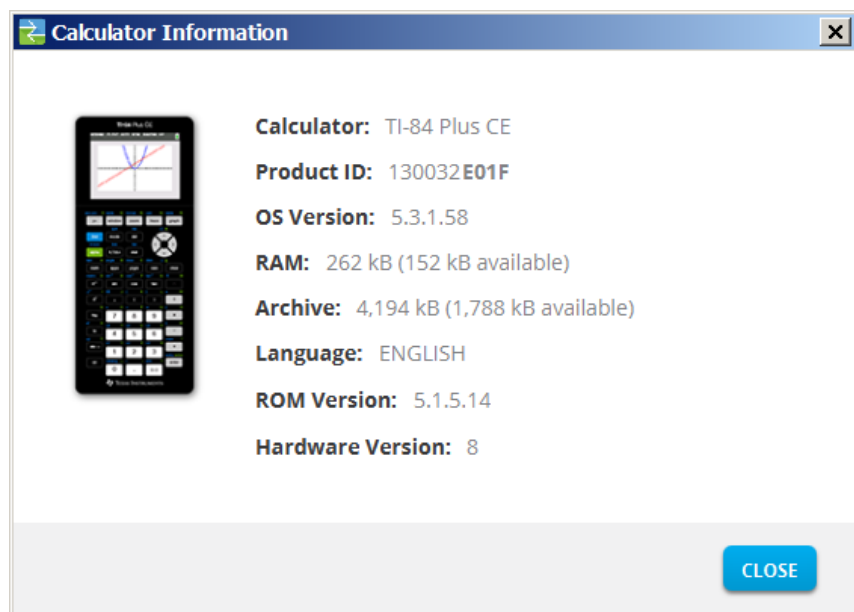 Calculator Information
Calculator: TI-84 Plus CE
Product ID: 130032E01F
OS Version: 5.3.1.58
RAM: 262 kB (152 kB available)
Archive: 4,194 kB (1,788 kB available)
Language: ENGLISH
ROM Version: 5.1.5.14
Hardware Version: 8
CLOSE